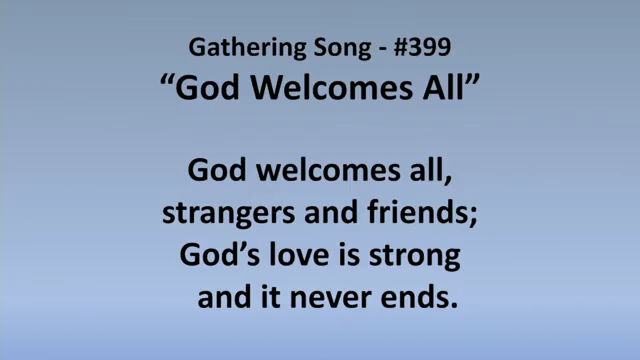 Gathering Song - #399
“God Welcomes All”
God welcomes all,
strangers and friends;
God’s love is strong
and it never ends.